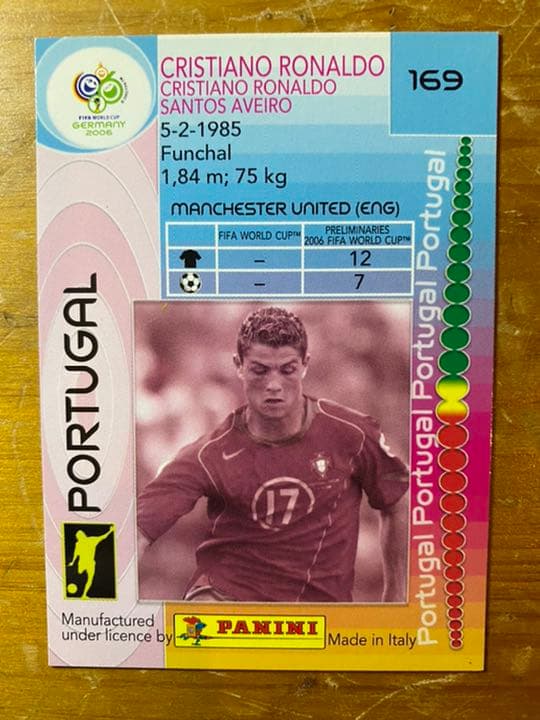 FIFA WORLD CUP
GERMANY
2006
CRISTIANO RONALDO
CRISTIANO RONALDO
SANTOS AVEIRO
169
5-2-1985
Funchal
1,84 m; 75 kg
MANCHESTER UNITED (ENG)
FIFA WORLD CUP™ PRELIMINARIES
2006 FIFA WORLD CUP™
– 12
– 7
PORTUGAL
Portugal Portugal Portugal Portugal
17
Manufactured
under licence by PANINI Made in Italy